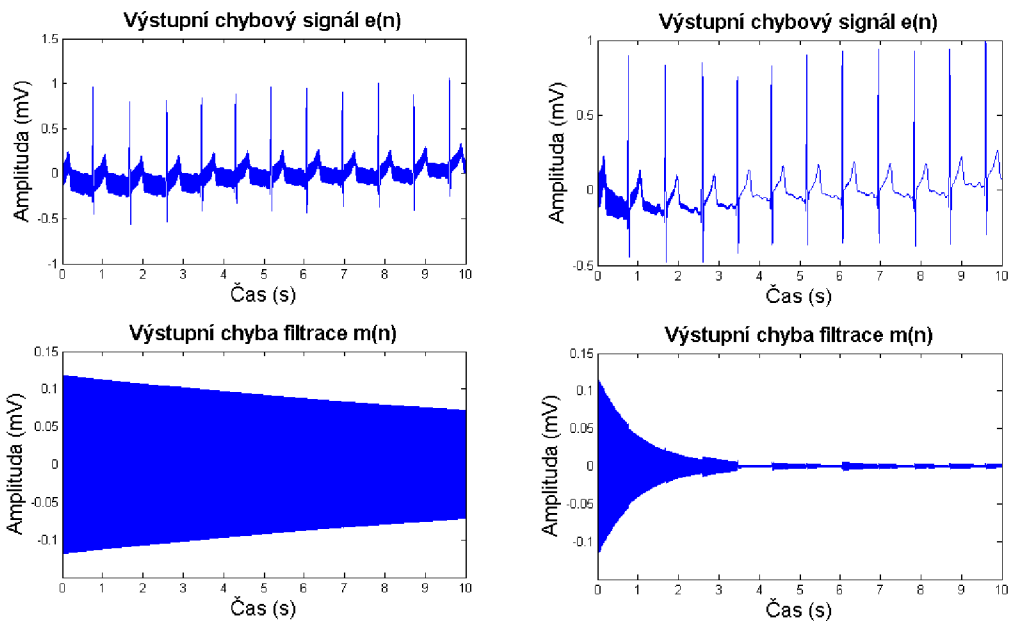 Výstupní chybový signál e(n)
1.5
1
0.5
0
-0.5
-1
Amplituda (mV)
0 1 2 3 4 5 6 7 8 9 10
Čas (s)
Výstupní chybový signál e(n)
1
0.5
0
-0.5
Amplituda (mV)
0 1 2 3 4 5 6 7 8 9 10
Čas (s)
Výstupní chyba filtrace m(n)
0.15
0.1
0.05
0
-0.05
-0.1
Amplituda (mV)
0 1 2 3 4 5 6 7 8 9 10
Čas (s)
Výstupní chyba filtrace m(n)
0.15
0.1
0.05
0
-0.05
-0.1
Amplituda (mV)
0 1 2 3 4 5 6 7 8 9 10
Čas (s)